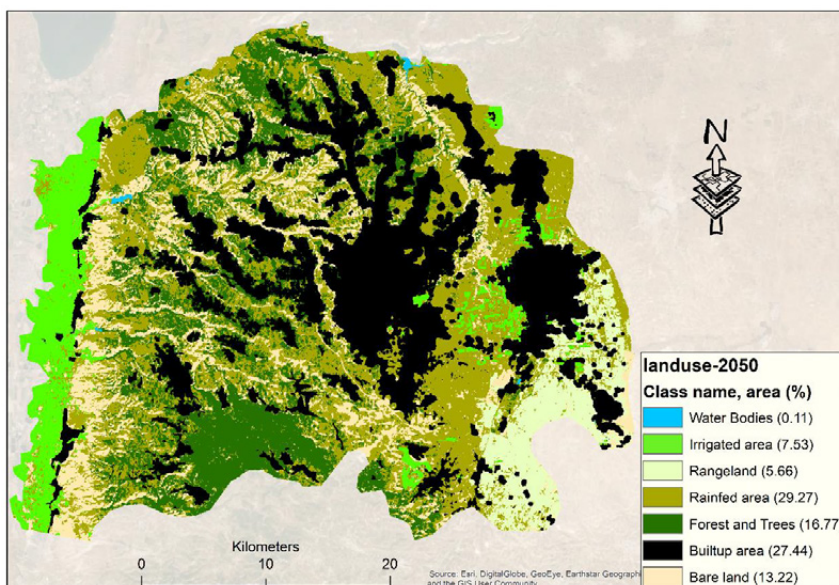 N
landuse-2050
Class name, area (%)
Water Bodies (0.11)
Irrigated area (7.53)
Rangeland (5.66)
Rainfed area (29.27)
Forest and Trees (16.77
Builtup area (27.44)
Bare land (13.22)
Kilometers
0 20
Source: Esri, DigitalGlobe, GeoEye, Earthstar Geographi
and the GIS User Community